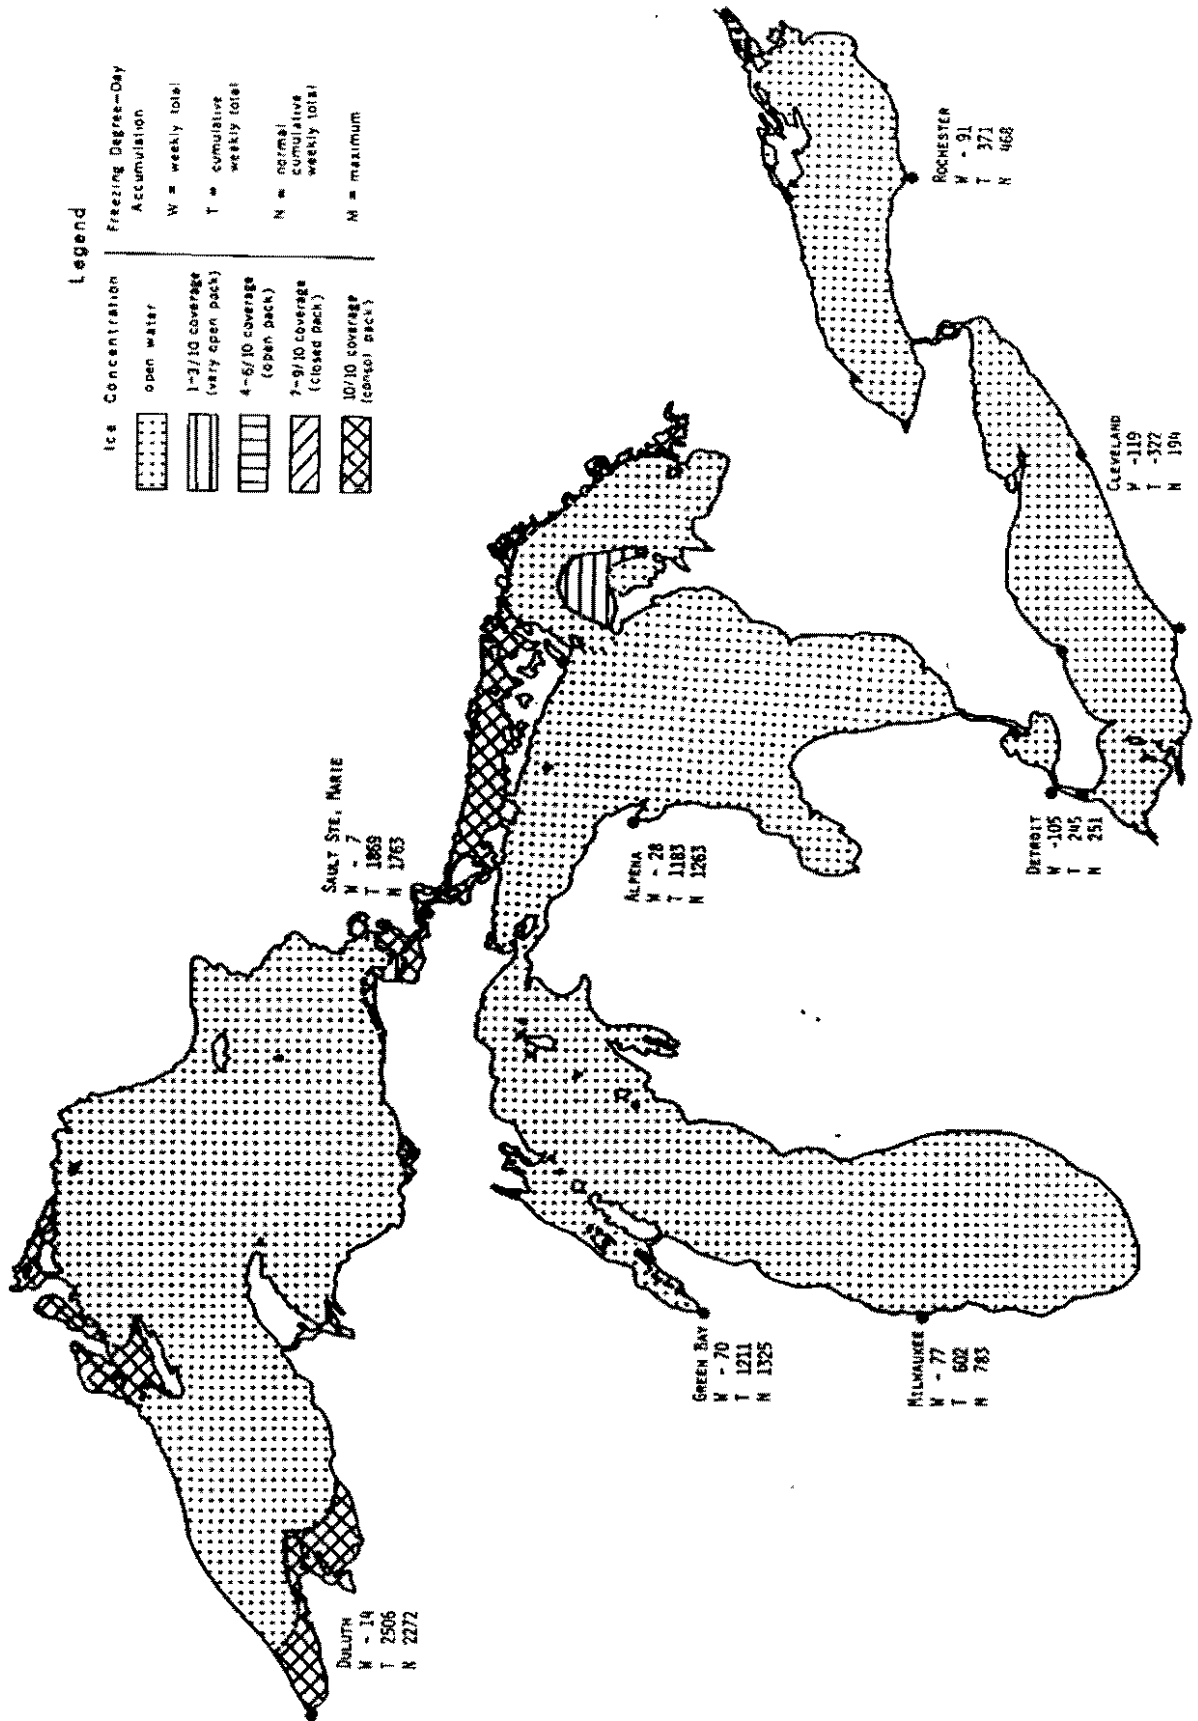 Legend
Ice Concentration
open water
1-3/10 coverage
(very open pack)
4-6/10 coverage
(open pack)
7-9/10 coverage
(closed pack)
10/10 coverage
(consol pack)
Freezing Degree-Day
Accumulation
W = weekly total
T = cumulative
weekly total
N = normal
cumulative
weekly total
M = maximum
DULUTH
W - 14
T 2506
N 2272
SAULT STE. MARIE
W - 7
T 1869
N 1763
GREEN BAY
W - 70
T 1211
N 1325
ALPENA
W - 28
T 1183
N 1263
MILWAUKEE
W - 77
T 602
N 783
DETROIT
W -105
T 245
N 251
CLEVELAND
W -119
T -322
N 194
ROCHESTER
W - 91
T 371
N 468